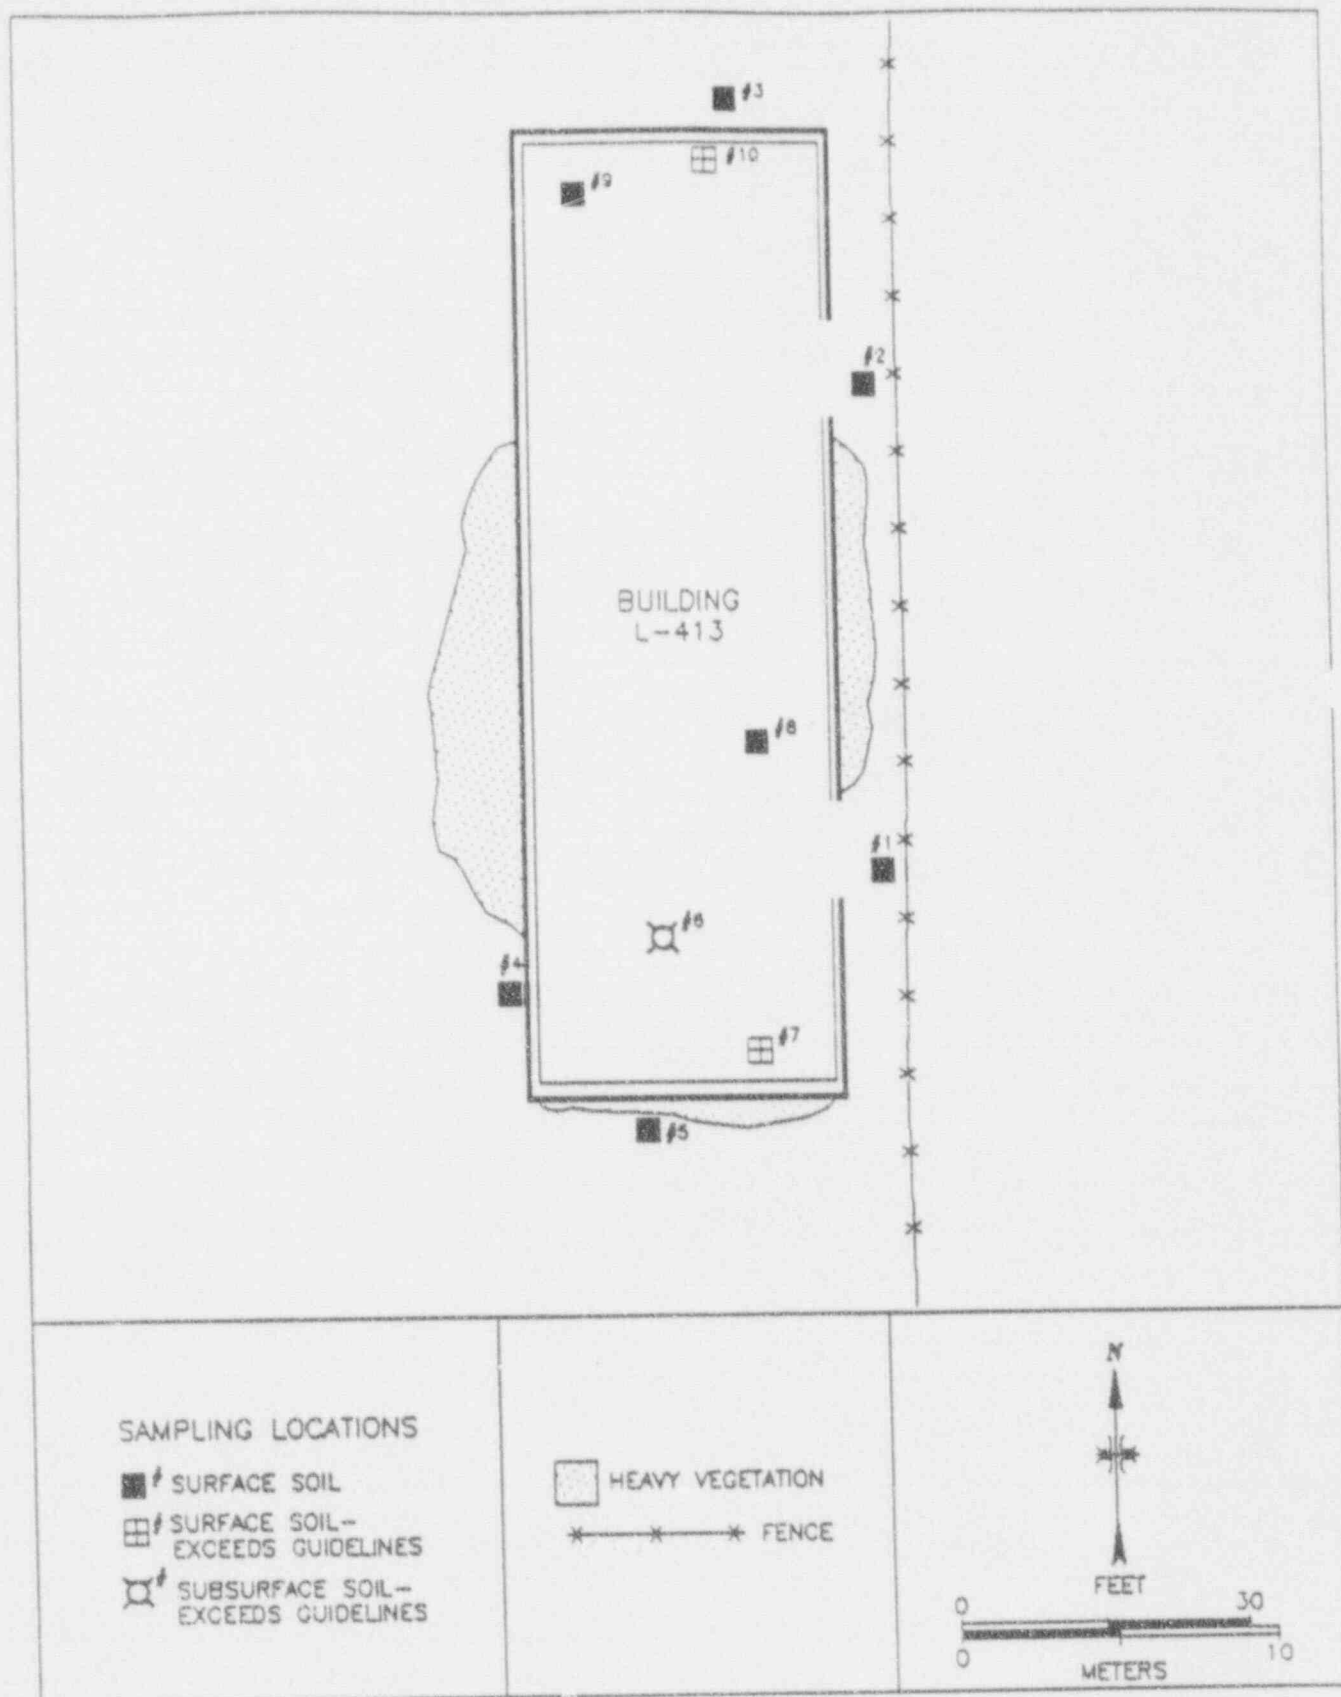 #3
#10
#9
#2
BUILDING
L-413
#8
#1
#6
#4
#7
#5
SAMPLING LOCATIONS
# SURFACE SOIL
# SURFACE SOIL-
EXCEEDS GUIDELINES
# SUBSURFACE SOIL-
EXCEEDS GUIDELINES
HEAVY VEGETATION
FENCE
N
FEET
0 30
0 10
METERS